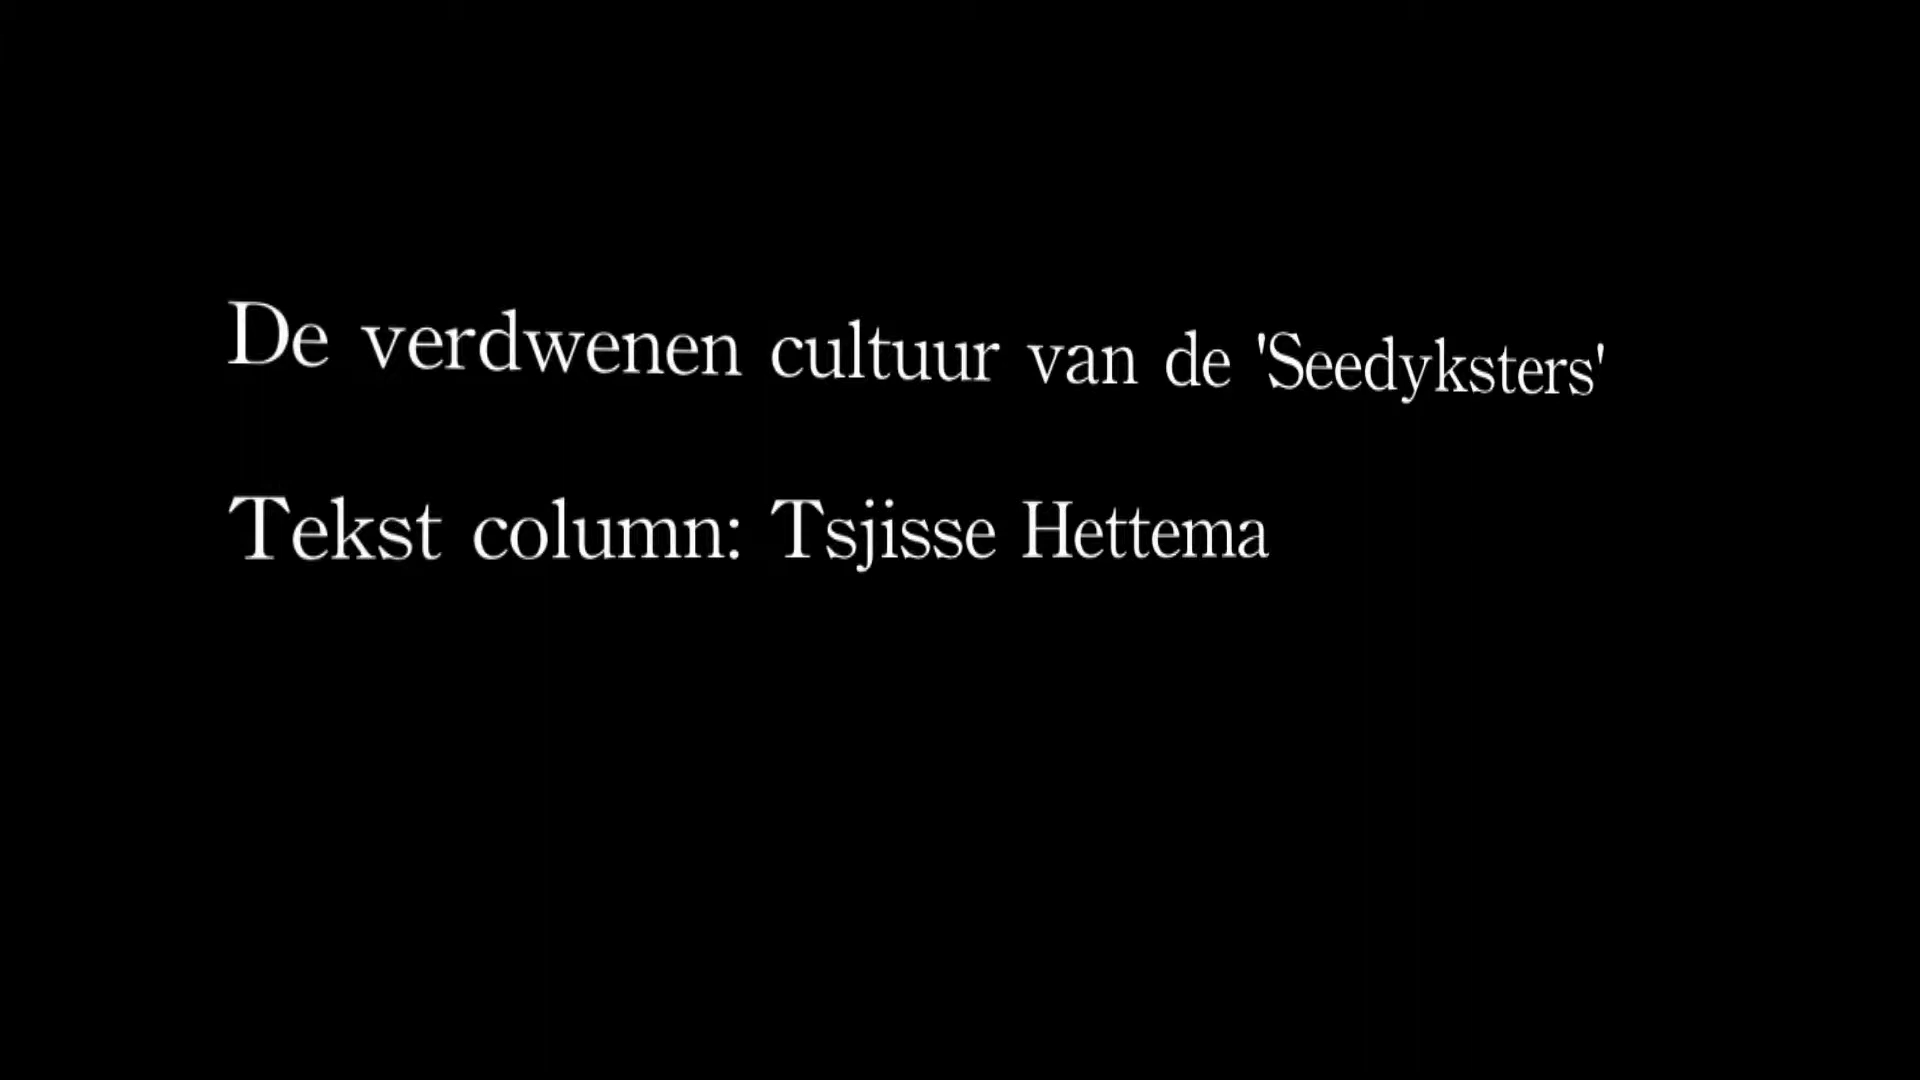 De verdwenen cultuur van de 'Seedyksters'
Tekst column: Tsjisse Hettema